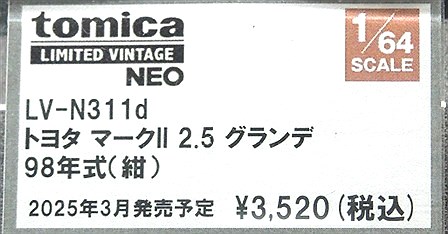 tomica
LIMITED VINTAGE
NEO
1/64
SCALE
LV-N311d
トヨタ マークII 2.5 グランデ
98年式(紺)
2025年3月発売予定 ¥3,520(税込)